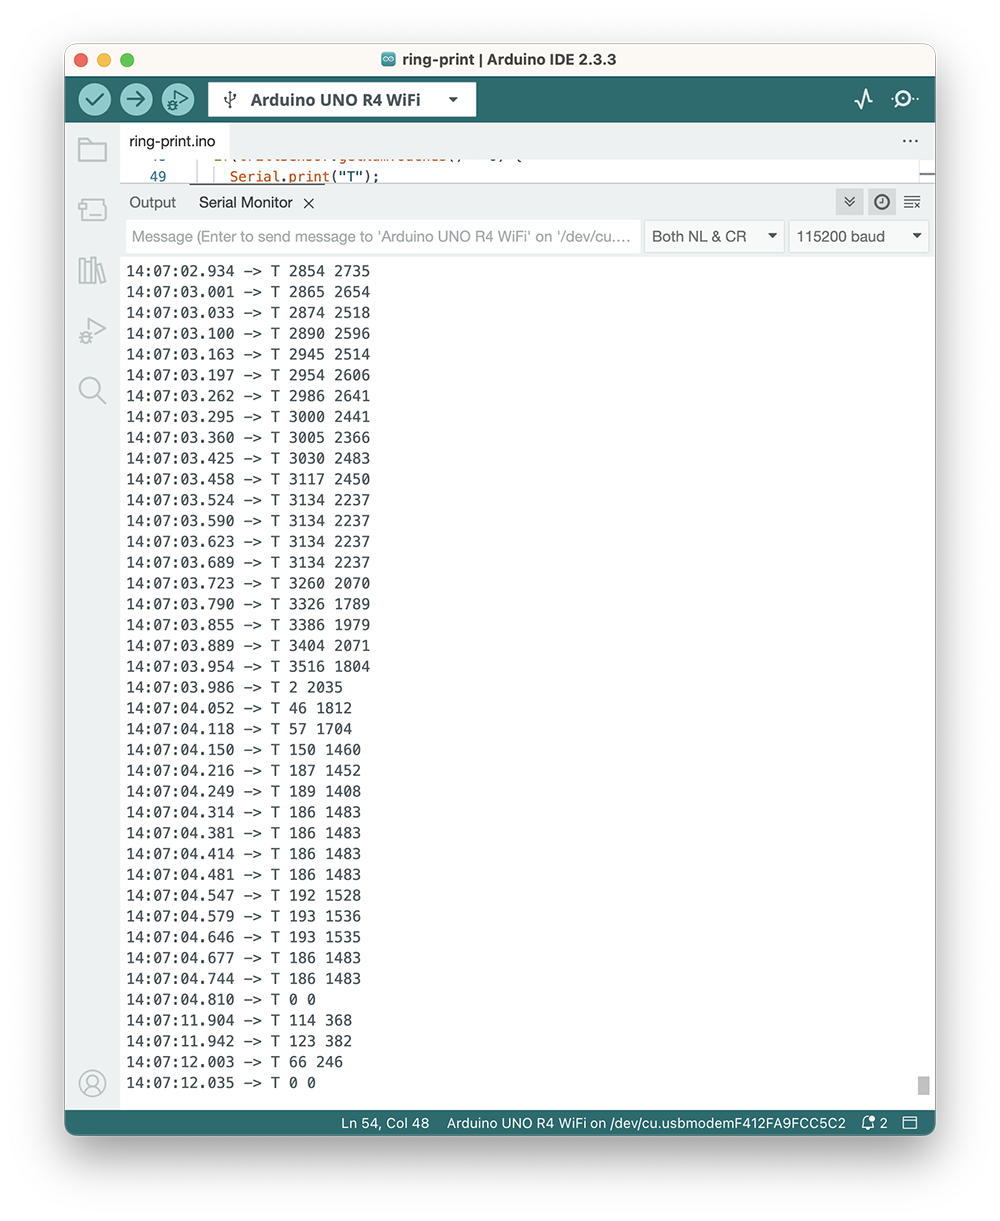 ring-print | Arduino IDE 2.3.3
Arduino UNO R4 WiFi
ring-print.ino
49 Serial.print("T");
Output Serial Monitor
Message (Enter to send message to 'Arduino UNO R4 WiFi' on '/dev/cu.... Both NL & CR 115200 baud
14:07:02.934 -> T 2854 2735
14:07:03.001 -> T 2865 2654
14:07:03.033 -> T 2874 2518
14:07:03.100 -> T 2890 2596
14:07:03.163 -> T 2945 2514
14:07:03.197 -> T 2954 2606
14:07:03.262 -> T 2986 2641
14:07:03.295 -> T 3000 2441
14:07:03.360 -> T 3005 2366
14:07:03.425 -> T 3030 2483
14:07:03.458 -> T 3117 2450
14:07:03.524 -> T 3134 2237
14:07:03.590 -> T 3134 2237
14:07:03.623 -> T 3134 2237
14:07:03.689 -> T 3134 2237
14:07:03.723 -> T 3260 2070
14:07:03.790 -> T 3326 1789
14:07:03.855 -> T 3386 1979
14:07:03.889 -> T 3404 2071
14:07:03.954 -> T 3516 1804
14:07:03.986 -> T 2 2035
14:07:04.052 -> T 46 1812
14:07:04.118 -> T 57 1704
14:07:04.150 -> T 150 1460
14:07:04.216 -> T 187 1452
14:07:04.249 -> T 189 1408
14:07:04.314 -> T 186 1483
14:07:04.381 -> T 186 1483
14:07:04.414 -> T 186 1483
14:07:04.481 -> T 186 1483
14:07:04.547 -> T 192 1528
14:07:04.579 -> T 193 1536
14:07:04.646 -> T 193 1535
14:07:04.677 -> T 186 1483
14:07:04.744 -> T 186 1483
14:07:04.810 -> T 0 0
14:07:11.904 -> T 114 368
14:07:11.942 -> T 123 382
14:07:12.003 -> T 66 246
14:07:12.035 -> T 0 0
Ln 54, Col 48 Arduino UNO R4 WiFi on /dev/cu.usbmodemF412FA9FCC5C2 2